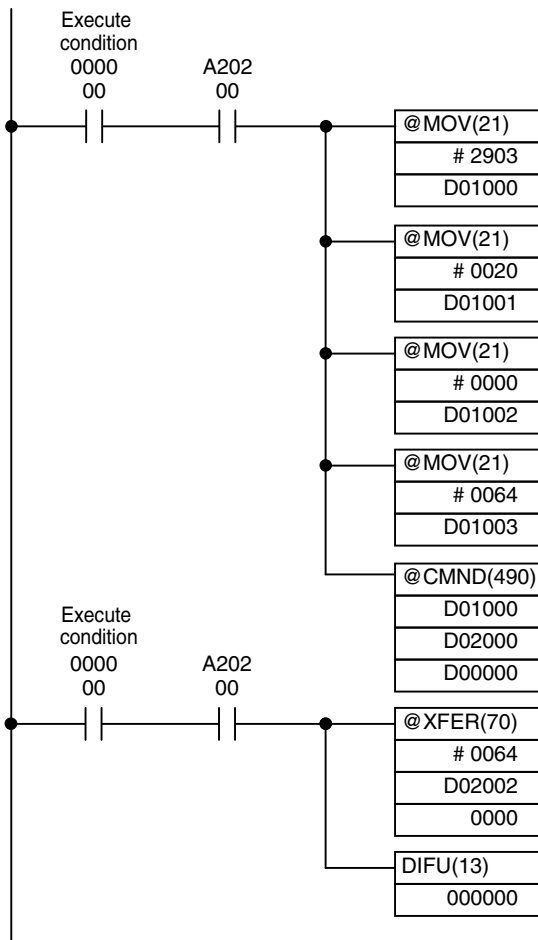 Execute
condition
0000
00
A202
00
@MOV(21)
# 2903
D01000
@MOV(21)
# 0020
D01001
@MOV(21)
# 0000
D01002
@MOV(21)
# 0064
D01003
@CMND(490)
D01000
D02000
D00000
Execute
condition
0000
00
A202
00
@XFER(70)
# 0064
D02002
0000
DIFU(13)
000000